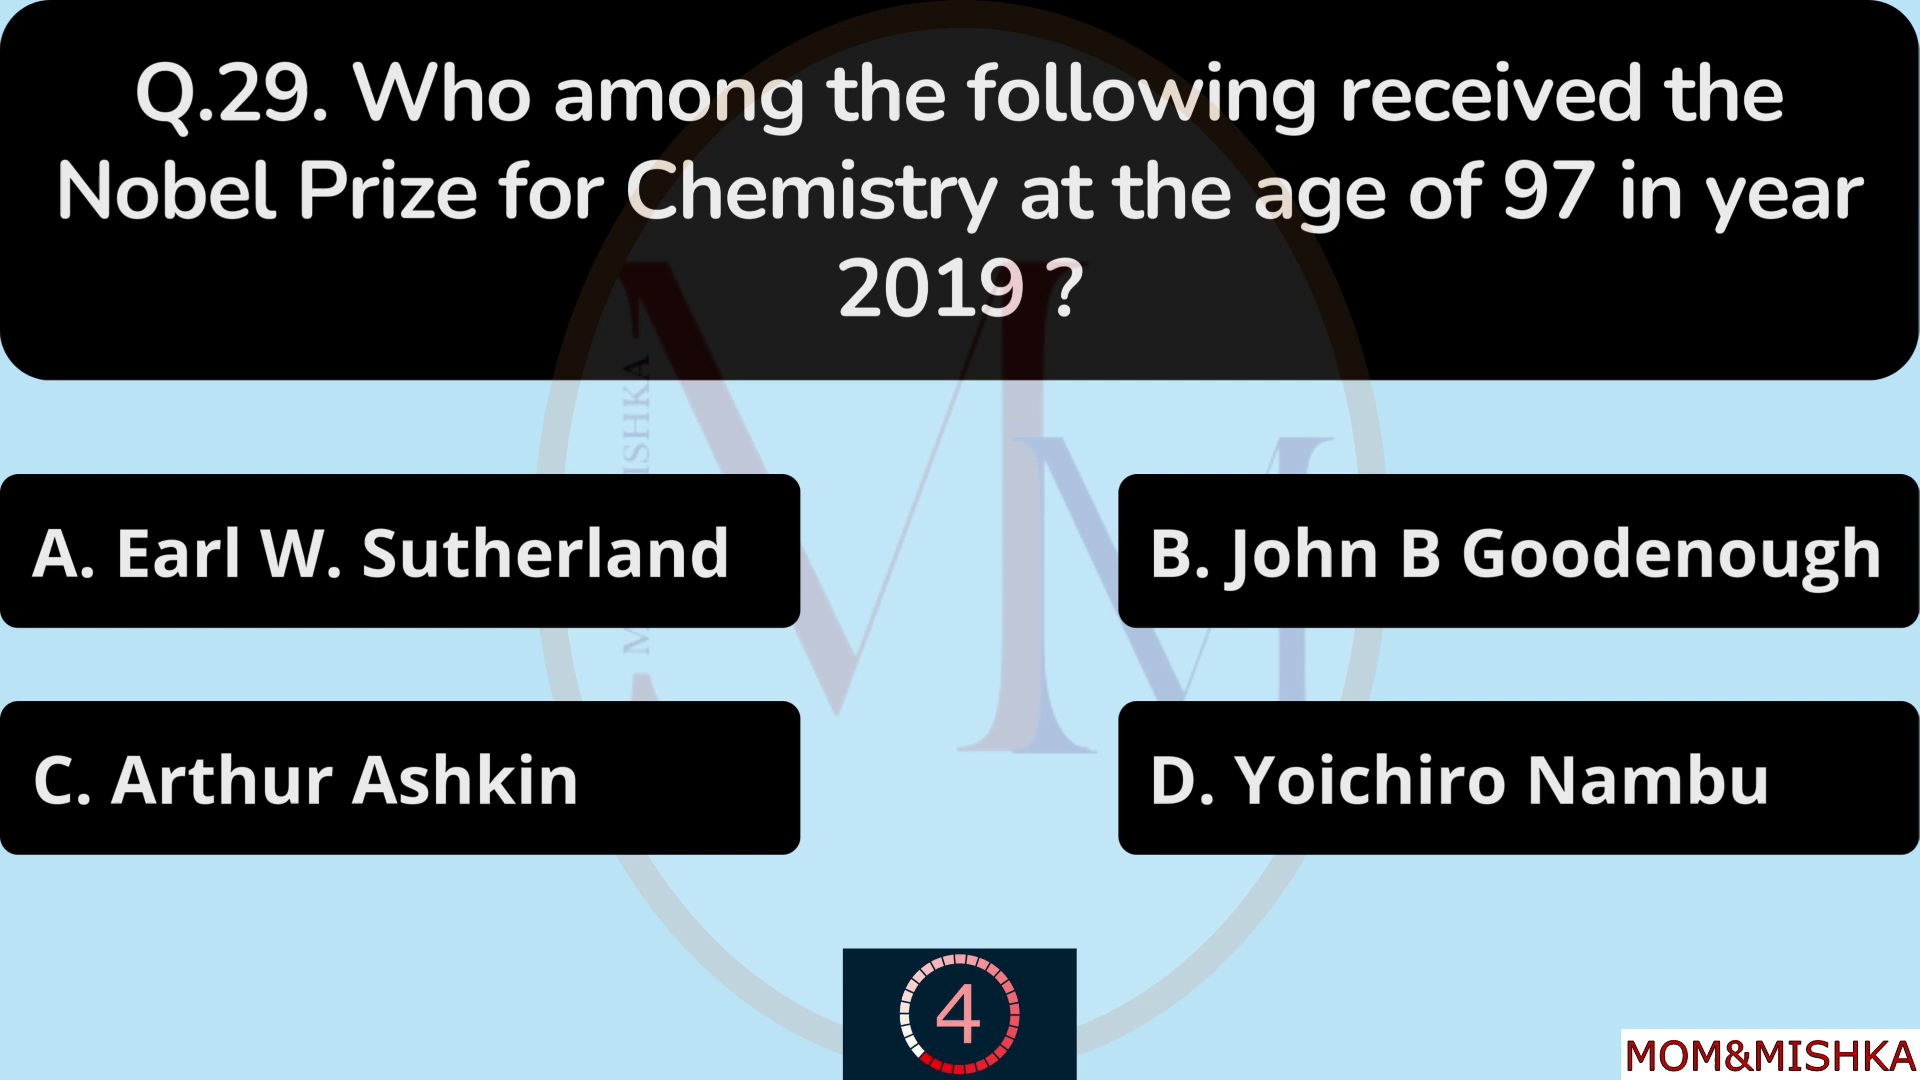 Q.29. Who among the following received the
Nobel Prize for Chemistry at the age of 97 in year
2019 ?
A. Earl W. Sutherland
B. John B Goodenough
C. Arthur Ashkin
D. Yoichiro Nambu
4
MOM&MISHKA